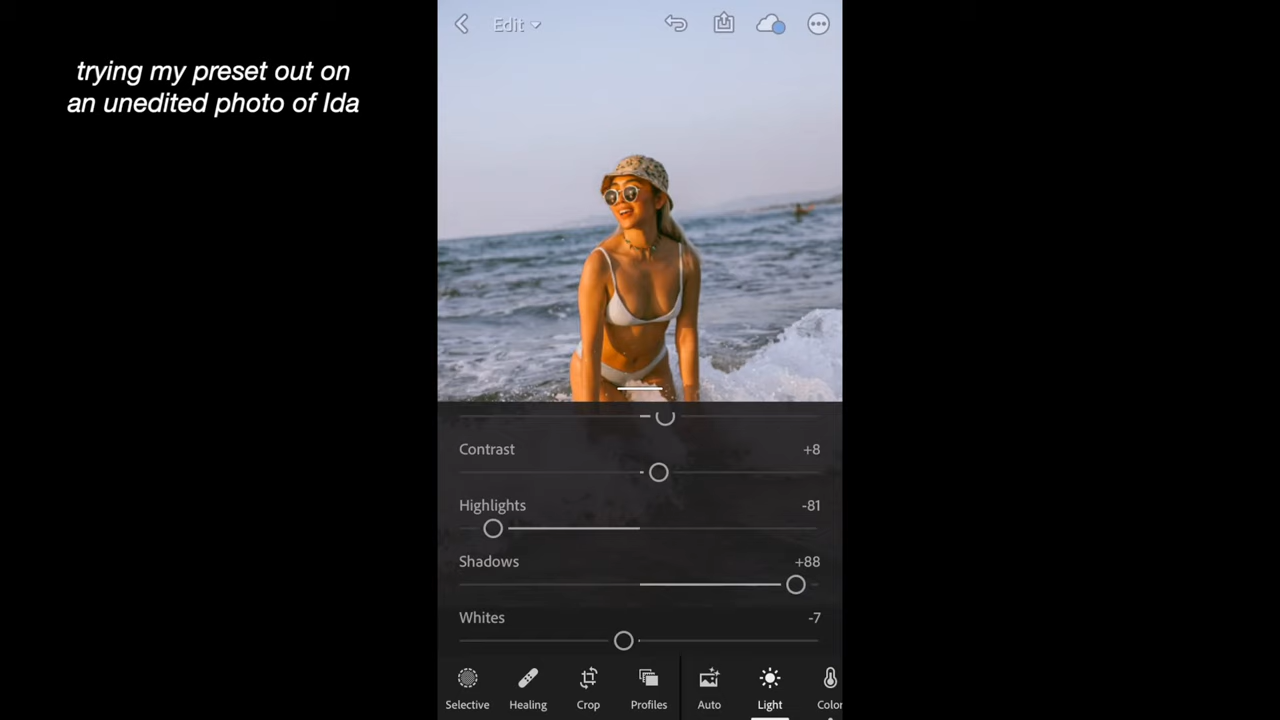 Edit
trying my preset out on
an unedited photo of Ida
Contrast +8
Highlights -81
Shadows +88
Whites -7
Selective Healing Crop Profiles Auto Light Color